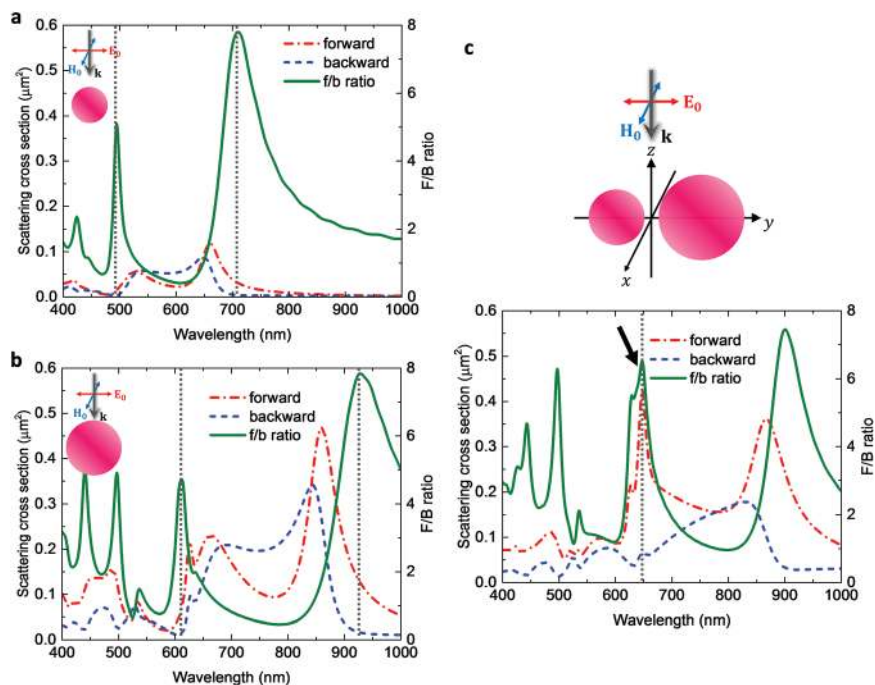 a
0.6
0.5
0.4
0.3
0.2
0.1
0.0
Scattering cross section (μm²)
8
6
4
2
0
F/B ratio
E₀
H₀
k
forward
backward
f/b ratio
400 500 600 700 800 900 1000
Wavelength (nm)
b
0.6
0.5
0.4
0.3
0.2
0.1
0.0
Scattering cross section (μm²)
8
6
4
2
0
F/B ratio
E₀
H₀
k
forward
backward
f/b ratio
400 500 600 700 800 900 1000
Wavelength (nm)
c
E₀
H₀
k
z
y
x
0.6
0.5
0.4
0.3
0.2
0.1
0.0
Scattering cross section (μm²)
8
6
4
2
0
F/B ratio
forward
backward
f/b ratio
400 500 600 700 800 900 1000
Wavelength (nm)